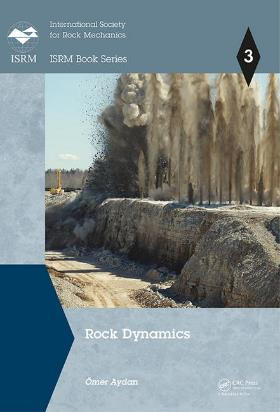 International Society
for Rock Mechanics
ISRM
ISRM Book Series
3
Rock Dynamics
Ömer Aydan
CRC Press